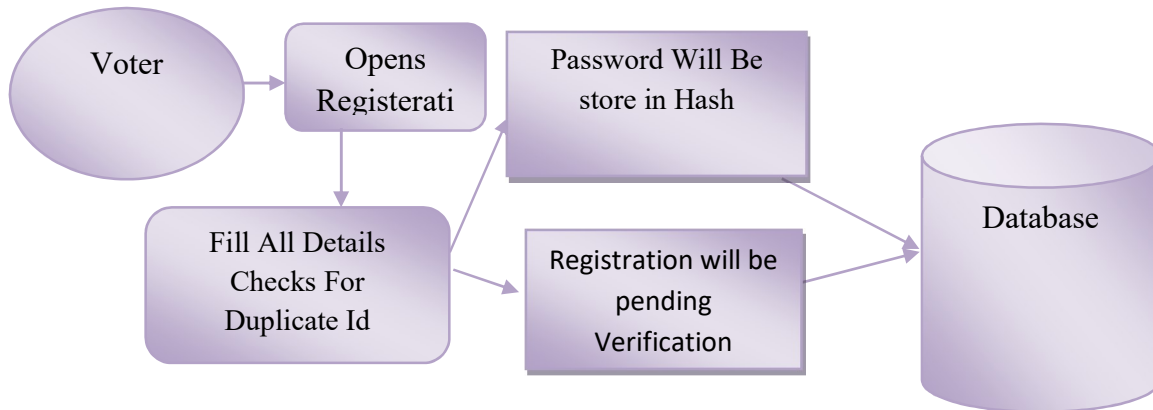 Voter
Opens
Registerati
Password Will Be
store in Hash
Fill All Details
Checks For
Duplicate Id
Registration will be
pending
Verification
Database